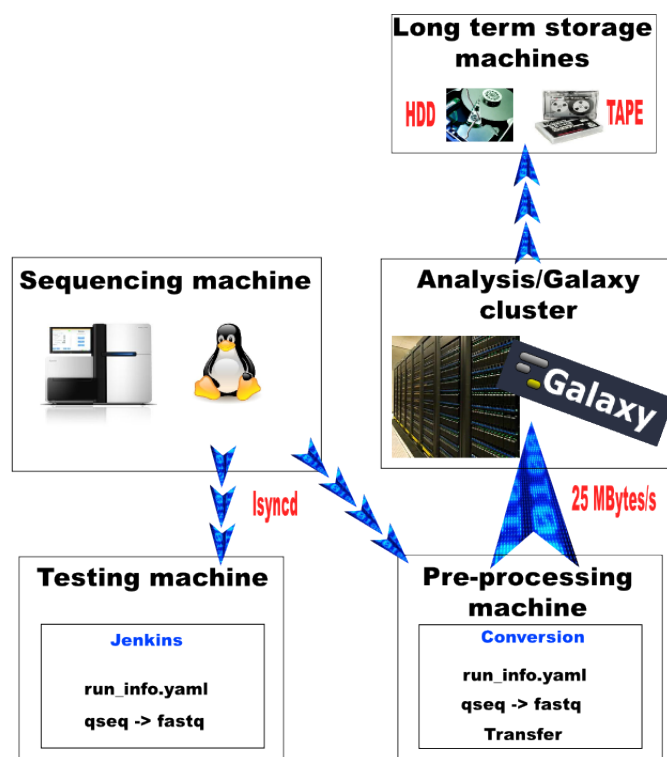 Long term storage
machines
HDD
TAPE
Sequencing machine
Analysis/Galaxy
cluster
Galaxy
lsyncd
25 MBytes/s
Testing machine
Jenkins
run_info.yaml
qseq -> fastq
Pre-processing
machine
Conversion
run_info.yaml
qseq -> fastq
Transfer